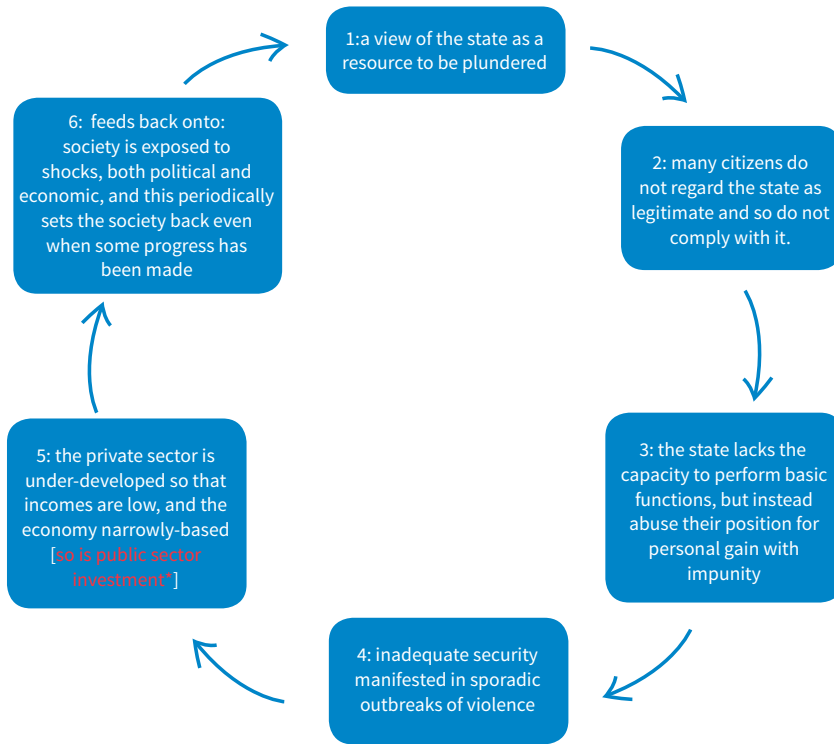 1:a view of the state as a
resource to be plundered
2: many citizens do
not regard the state as
legitimate and so do not
comply with it.
3: the state lacks the
capacity to perform basic
functions, but instead
abuse their position for
personal gain with
impunity
4: inadequate security
manifested in sporadic
outbreaks of violence
5: the private sector is
under-developed so that
incomes are low, and the
economy narrowly-based
[so is public sector
investment*]
6: feeds back onto:
society is exposed to
shocks, both political and
economic, and this periodically
sets the society back even
when some progress has
been made